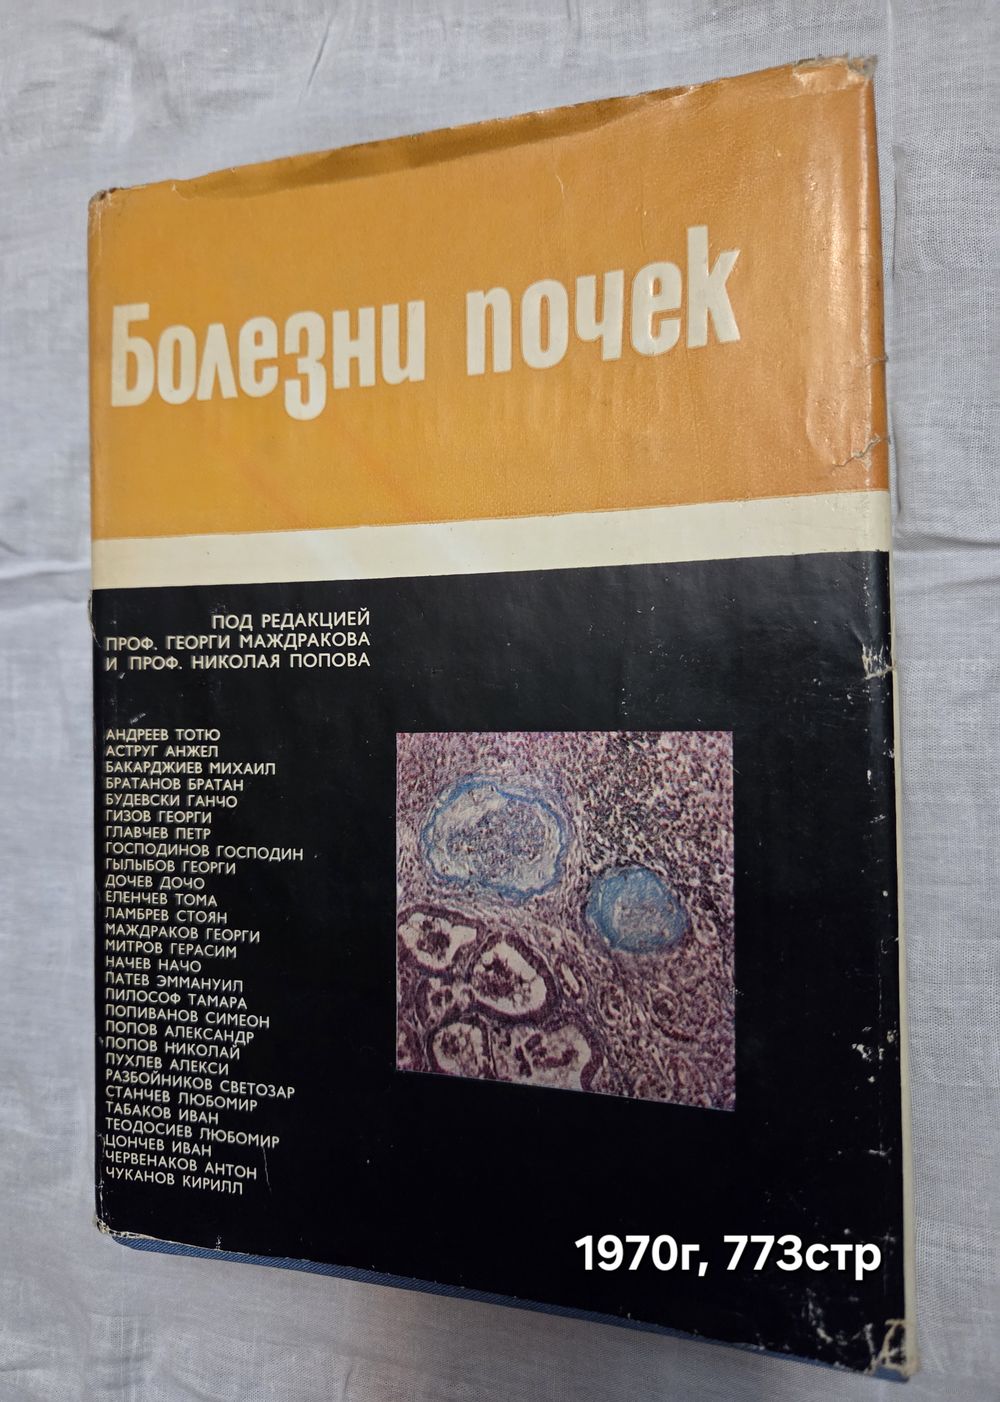 Болезни почек
ПОД РЕДАКЦИЕЙ
ПРОФ. ГЕОРГИ МАЖДРАКОВА
И ПРОФ. НИКОЛАЯ ПОПОВА
АНДРЕЕВ ТОТЮ
АСТРУГ АНЖЕЛ
БАКАРДЖИЕВ МИХАИЛ
БРАТАНОВ БРАТАН
БУДЕВСКИ ГАНЧО
ГИЗОВ ГЕОРГИ
ГЛАВЧЕВ ПЕТР
ГОСПОДИНОВ ГОСПОДИН
ГЫЛЫБОВ ГЕОРГИ
ДОЧЕВ ДОЧО
ЕЛЕНЧЕВ ТОМА
ЛАМБРЕВ СТОЯН
МАЖДРАКОВ ГЕОРГИ
МИТРОВ ГЕРАСИМ
НАЧЕВ НАЧО
ПАТЕВ ЭММАНУИЛ
ПИЛОСОФ ТАМАРА
ПОПИВАНОВ СИМЕОН
ПОПОВ АЛЕКСАНДР
ПОПОВ НИКОЛАЙ
ПУХЛЕВ АЛЕКСИ
РАЗБОЙНИКОВ СВЕТОЗАР
СТАНЧЕВ ЛЮБОМИР
ТАБАКОВ ИВАН
ТЕОДОСИЕВ ЛЮБОМИР
ЦОНЧЕВ ИВАН
ЧЕРВЕНАКОВ АНТОН
ЧУКАНОВ КИРИЛЛ
1970г, 773стр